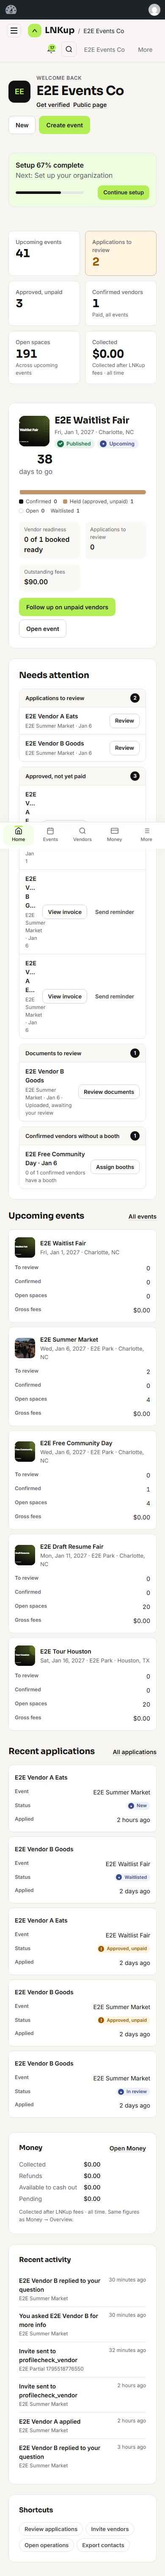 LNKup / E2E Events Co
E2E Events Co More
WELCOME BACK
EE
E2E Events Co
Get verified Public page
New Create event
Setup 67% complete
Next: Set up your organization
Continue setup
Upcoming events
41
Applications to review
2
Approved, unpaid
3
Confirmed vendors
1
Paid, all events
Open spaces
191
Across upcoming events
Collected
$0.00
Collected after LNKup fees · all time
E2E Waitlist Fair
Fri, Jan 1, 2027 · Charlotte, NC
Published Upcoming
38
days to go
Confirmed 0 Held (approved, unpaid) 1
Open 0 Waitlisted 1
Vendor readiness
0 of 1 booked ready
Applications to review
0
Outstanding fees
$90.00
Follow up on unpaid vendors
Open event
Needs attention
Applications to review 2
E2E Vendor A Eats
E2E Summer Market · Jan 6
Review
E2E Vendor B Goods
E2E Summer Market · Jan 6
Review
Approved, not yet paid 3
E2E
V...
A
Home Events Vendors Money More
Jan
1
E2E
V...
B
G...
E2E
Summer
Market
· Jan
6
View invoice Send reminder
E2E
V...
A
E...
E2E
Summer
Market
· Jan
6
View invoice Send reminder
Documents to review 1
E2E Vendor B Goods
E2E Summer Market · Jan 6 · Uploaded, awaiting your review
Review documents
Confirmed vendors without a booth 1
E2E Free Community Day · Jan 6
0 of 1 confirmed vendors have a booth
Assign booths
Upcoming events All events
E2E Waitlist Fair
Fri, Jan 1, 2027 · Charlotte, NC
To review 0
Confirmed 0
Open spaces 0
Gross fees $0.00
E2E Summer Market
Wed, Jan 6, 2027 · E2E Park · Charlotte, NC
To review 2
Confirmed 0
Open spaces 4
Gross fees $0.00
E2E Free Community Day
Wed, Jan 6, 2027 · E2E Park · Charlotte, NC
To review 0
Confirmed 1
Open spaces 4
Gross fees $0.00
E2E Draft Resume Fair
Mon, Jan 11, 2027 · E2E Park · Charlotte, NC
To review 0
Confirmed 0
Open spaces 20
Gross fees $0.00
E2E Tour Houston
Sat, Jan 16, 2027 · E2E Park · Houston, TX
To review 0
Confirmed 0
Open spaces 20
Gross fees $0.00
Recent applications All applications
E2E Vendor A Eats
Event E2E Summer Market
Status New
Applied 2 hours ago
E2E Vendor B Goods
Event E2E Waitlist Fair
Status Waitlisted
Applied 2 days ago
E2E Vendor A Eats
Event E2E Waitlist Fair
Status Approved, unpaid
Applied 2 days ago
E2E Vendor B Goods
Event E2E Summer Market
Status Approved, unpaid
Applied 2 days ago
E2E Vendor B Goods
Event E2E Summer Market
Status In review
Applied 2 days ago
Money Open Money
Collected $0.00
Refunds $0.00
Available to cash out $0.00
Pending $0.00
Collected after LNKup fees · all time. Same figures as Money → Overview.
Recent activity
E2E Vendor B replied to your question 30 minutes ago
E2E Summer Market
You asked E2E Vendor B for more info 30 minutes ago
E2E Summer Market
Invite sent to profilecheck_vendor 32 minutes ago
E2E Partial 1795518776550
Invite sent to profilecheck_vendor 2 hours ago
E2E Summer Market
E2E Vendor A applied 2 hours ago
E2E Summer Market
E2E Vendor B replied to your question 3 hours ago
E2E Summer Market
Shortcuts
Review applications Invite vendors
Open operations Export contacts